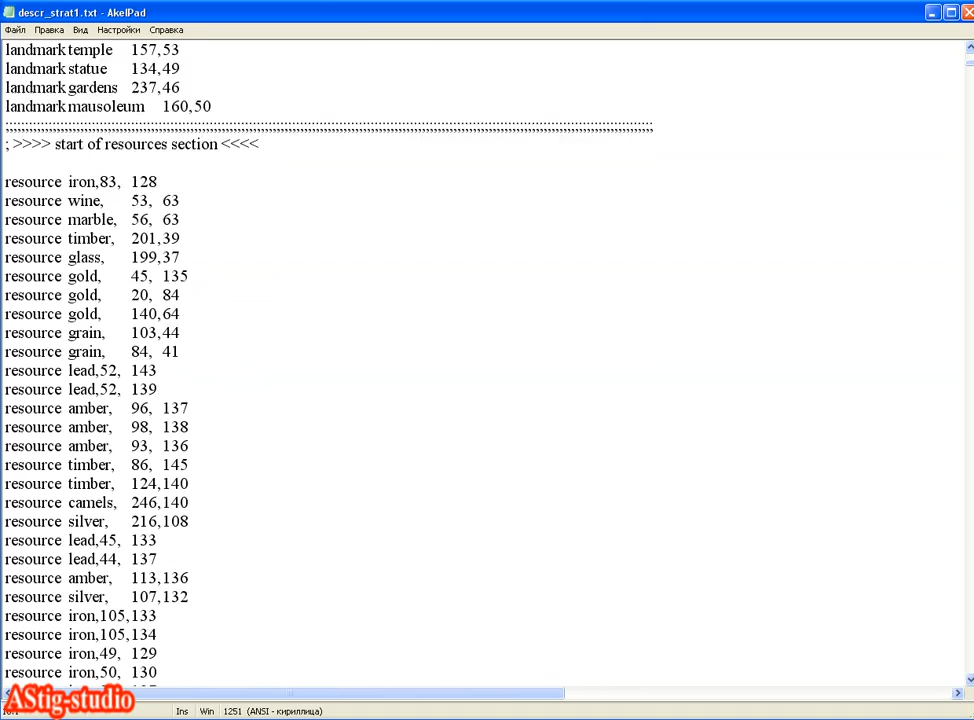 descr_strat1.txt - AkelPad
Файл Правка Вид Настройки Справка
landmark temple 157,53
landmark statue 134,49
landmark gardens 237,46
landmark mausoleum 160,50
; >>>> start of resources section <<<<
resource iron,83, 128
resource wine, 53, 63
resource marble, 56, 63
resource timber, 201,39
resource glass, 199,37
resource gold, 45, 135
resource gold, 20, 84
resource gold, 140,64
resource grain, 103,44
resource grain, 84, 41
resource lead,52, 143
resource lead,52, 139
resource amber, 96, 137
resource amber, 98, 138
resource amber, 93, 136
resource timber, 86, 145
resource timber, 124,140
resource camels, 246,140
resource silver, 216,108
resource lead,45, 133
resource lead,44, 137
resource amber, 113,136
resource silver, 107,132
resource iron,105,133
resource iron,105,134
resource iron,49, 129
resource iron,50, 130
AStig-studio
Ins Win 1251 (ANSI - кириллица)